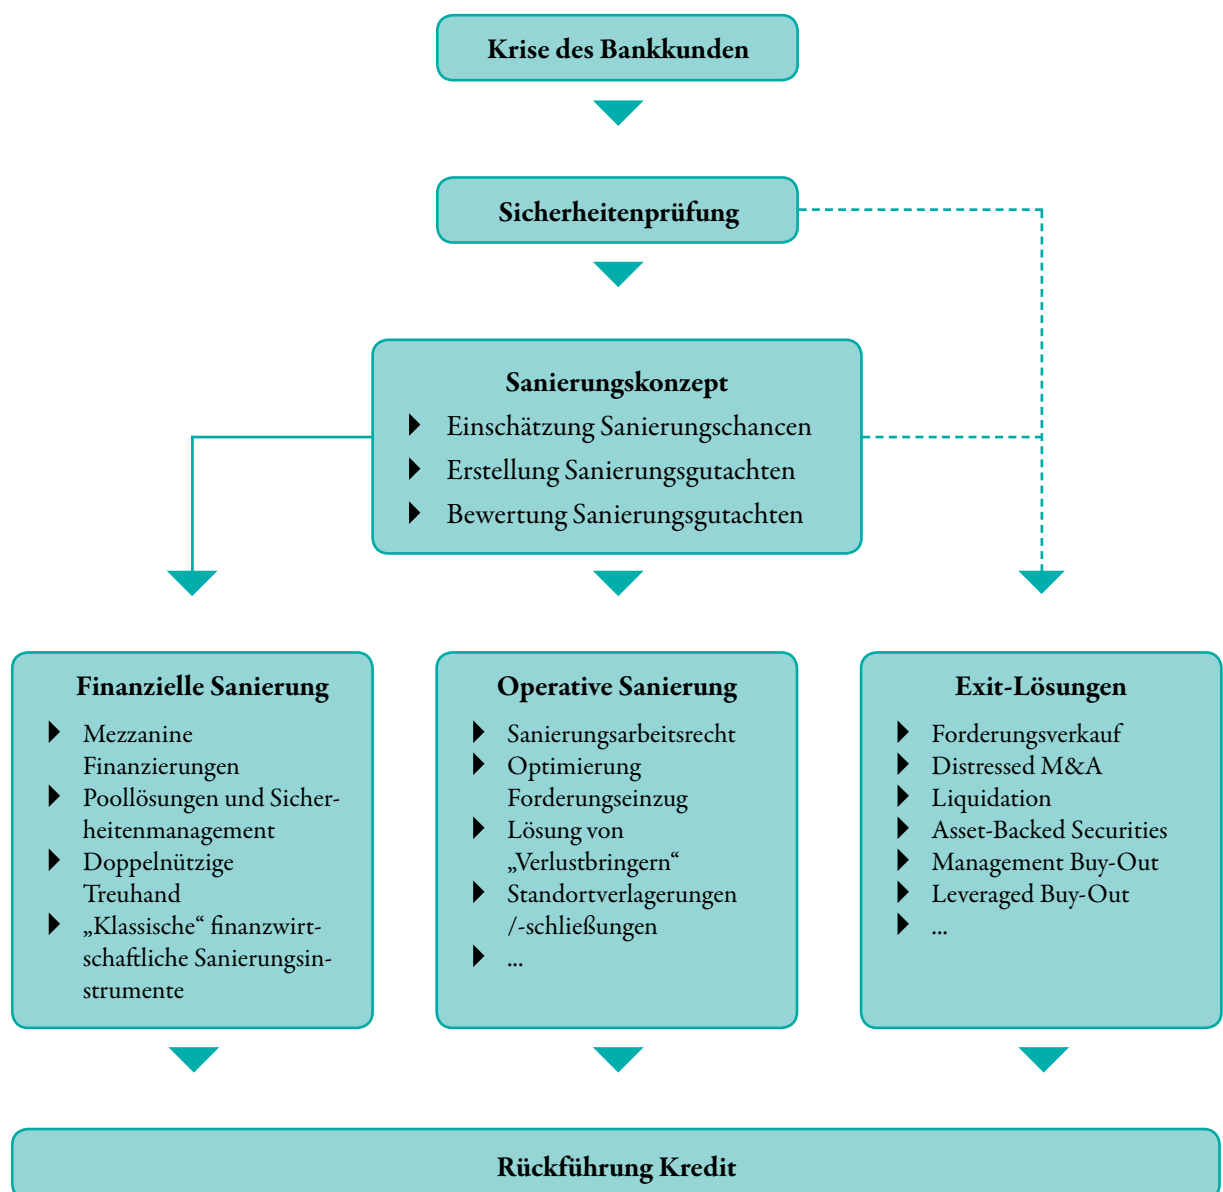 Krise des Bankkunden
Sicherheitenprüfung
Sanierungskonzept
Einschätzung Sanierungschancen
Erstellung Sanierungsgutachten
Bewertung Sanierungsgutachten
Finanzielle Sanierung
Mezzanine
Finanzierungen
Poollösungen und Sicher-
heitenmanagement
Doppelnützige
Treuhand
„Klassische“ finanzwirt-
schaftliche Sanierungsin-
strumente
Operative Sanierung
Sanierungsarbeitsrecht
Optimierung
Forderungseinzug
Lösung von
„Verlustbringern“
Standortverlagerungen
/-schließungen
...
Exit-Lösungen
Forderungsverkauf
Distressed M&A
Liquidation
Asset-Backed Securities
Management Buy-Out
Leveraged Buy-Out
...
Rückführung Kredit